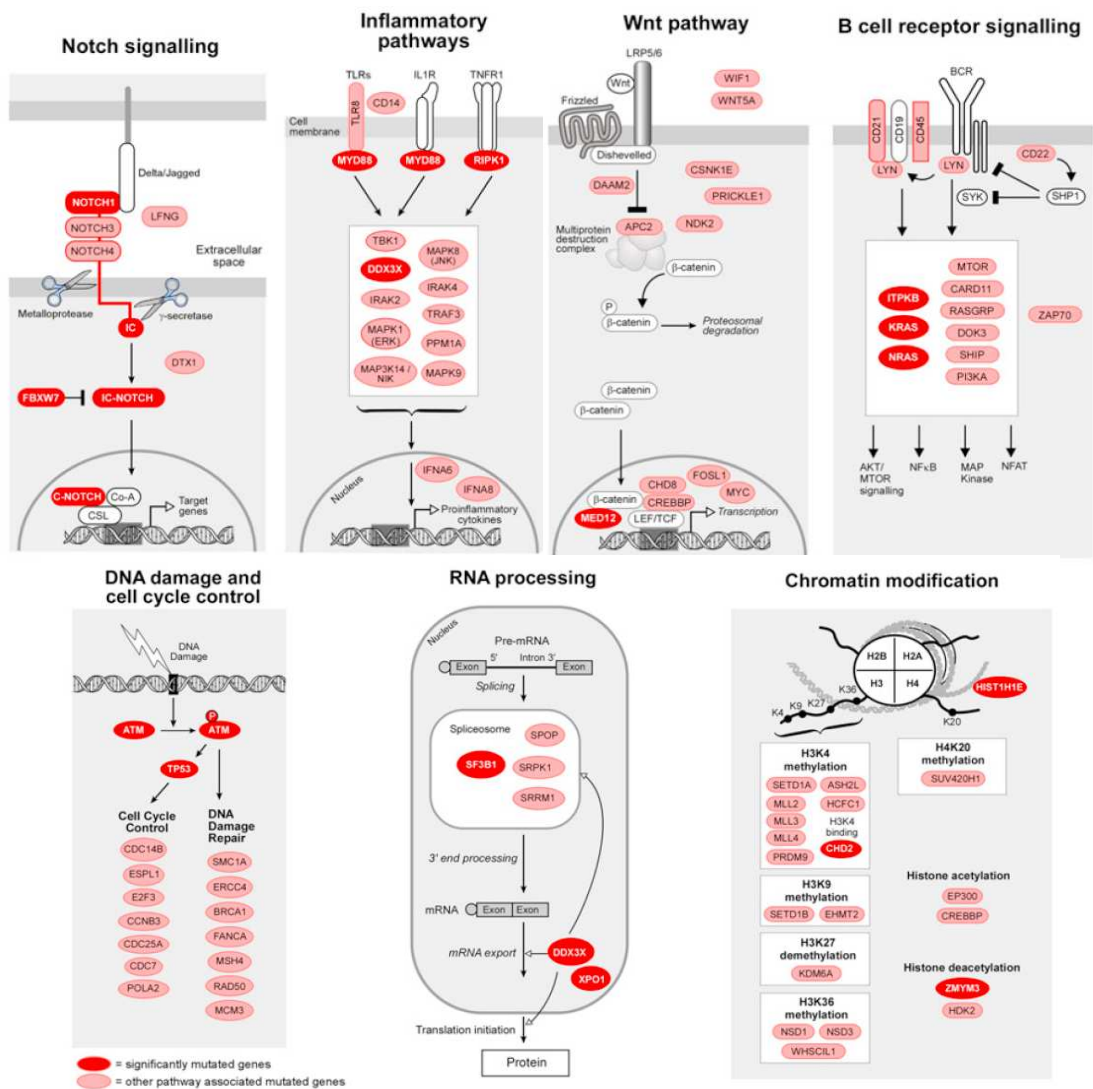 Notch signalling
Delta/Jagged
NOTCH1
NOTCH3
NOTCH4
LFNG
Extracellular
space
Metalloprotease
γ-secretase
IC
DTX1
FBXW7
IC-NOTCH
C-NOTCH
Co-A
CSL
Target
genes
Inflammatory
pathways
TLRs
IL1R
TNFR1
TLR8
CD14
Cell
membrane
MYD88
MYD88
RIPK1
TBK1
DDX3X
IRAK2
MAPK1
(ERK)
MAP3K14 /
NIK
MAPK8
(JNK)
IRAK4
TRAF3
PPM1A
MAPK9
IFNA6
IFNA8
Nucleus
Proinflammatory
cytokines
Wnt pathway
LRP5/6
Wnt
Frizzled
WIF1
WNT5A
Dishevelled
DAAM2
CSNK1E
PRICKLE1
NDK2
Multiprotein
destruction
complex
APC2
β-catenin
P
β-catenin
Proteosomal
degradation
β-catenin
β-catenin
β-catenin
CHD8
CREBBP
FOSL1
MYC
MED12
LEF/TCF
Transcription
B cell receptor signalling
BCR
CD21
CD19
CD45
LYN
LYN
CD22
SYK
SHP1
ITPKB
KRAS
NRAS
MTOR
CARD11
RASGRP
DOK3
SHIP
PI3KA
ZAP70
AKT/
MTOR
signalling
NFκB
MAP
Kinase
NFAT
DNA damage and
cell cycle control
DNA
Damage
ATM
P
ATM
TP53
Cell Cycle
Control
CDC14B
ESPL1
E2F3
CCNB3
CDC25A
CDC7
POLA2
DNA
Damage
Repair
SMC1A
ERCC4
BRCA1
FANCA
MSH4
RAD50
MCM3
= significantly mutated genes
= other pathway associated mutated genes
RNA processing
Nucleus
Pre-mRNA
5' Intron 3'
Exon
Exon
Splicing
Spliceosome
SF3B1
SPOP
SRPK1
SRRM1
3' end processing
mRNA
Exon Exon
mRNA export
DDX3X
XPO1
Translation initiation
Protein
Chromatin modification
H2B H2A
H3 H4
HIST1H1E
K4
K9
K27
K36
K20
H3K4
methylation
SETD1A
ASH2L
MLL2
HCFC1
MLL3
MLL4
PRDM9
H3K4
binding
CHD2
H3K9
methylation
SETD1B
EHMT2
H3K27
demethylation
KDM6A
H3K36
methylation
NSD1
NSD3
WHSCIL1
H4K20
methylation
SUV420H1
Histone acetylation
EP300
CREBBP
Histone deacetylation
ZMYM3
HDK2